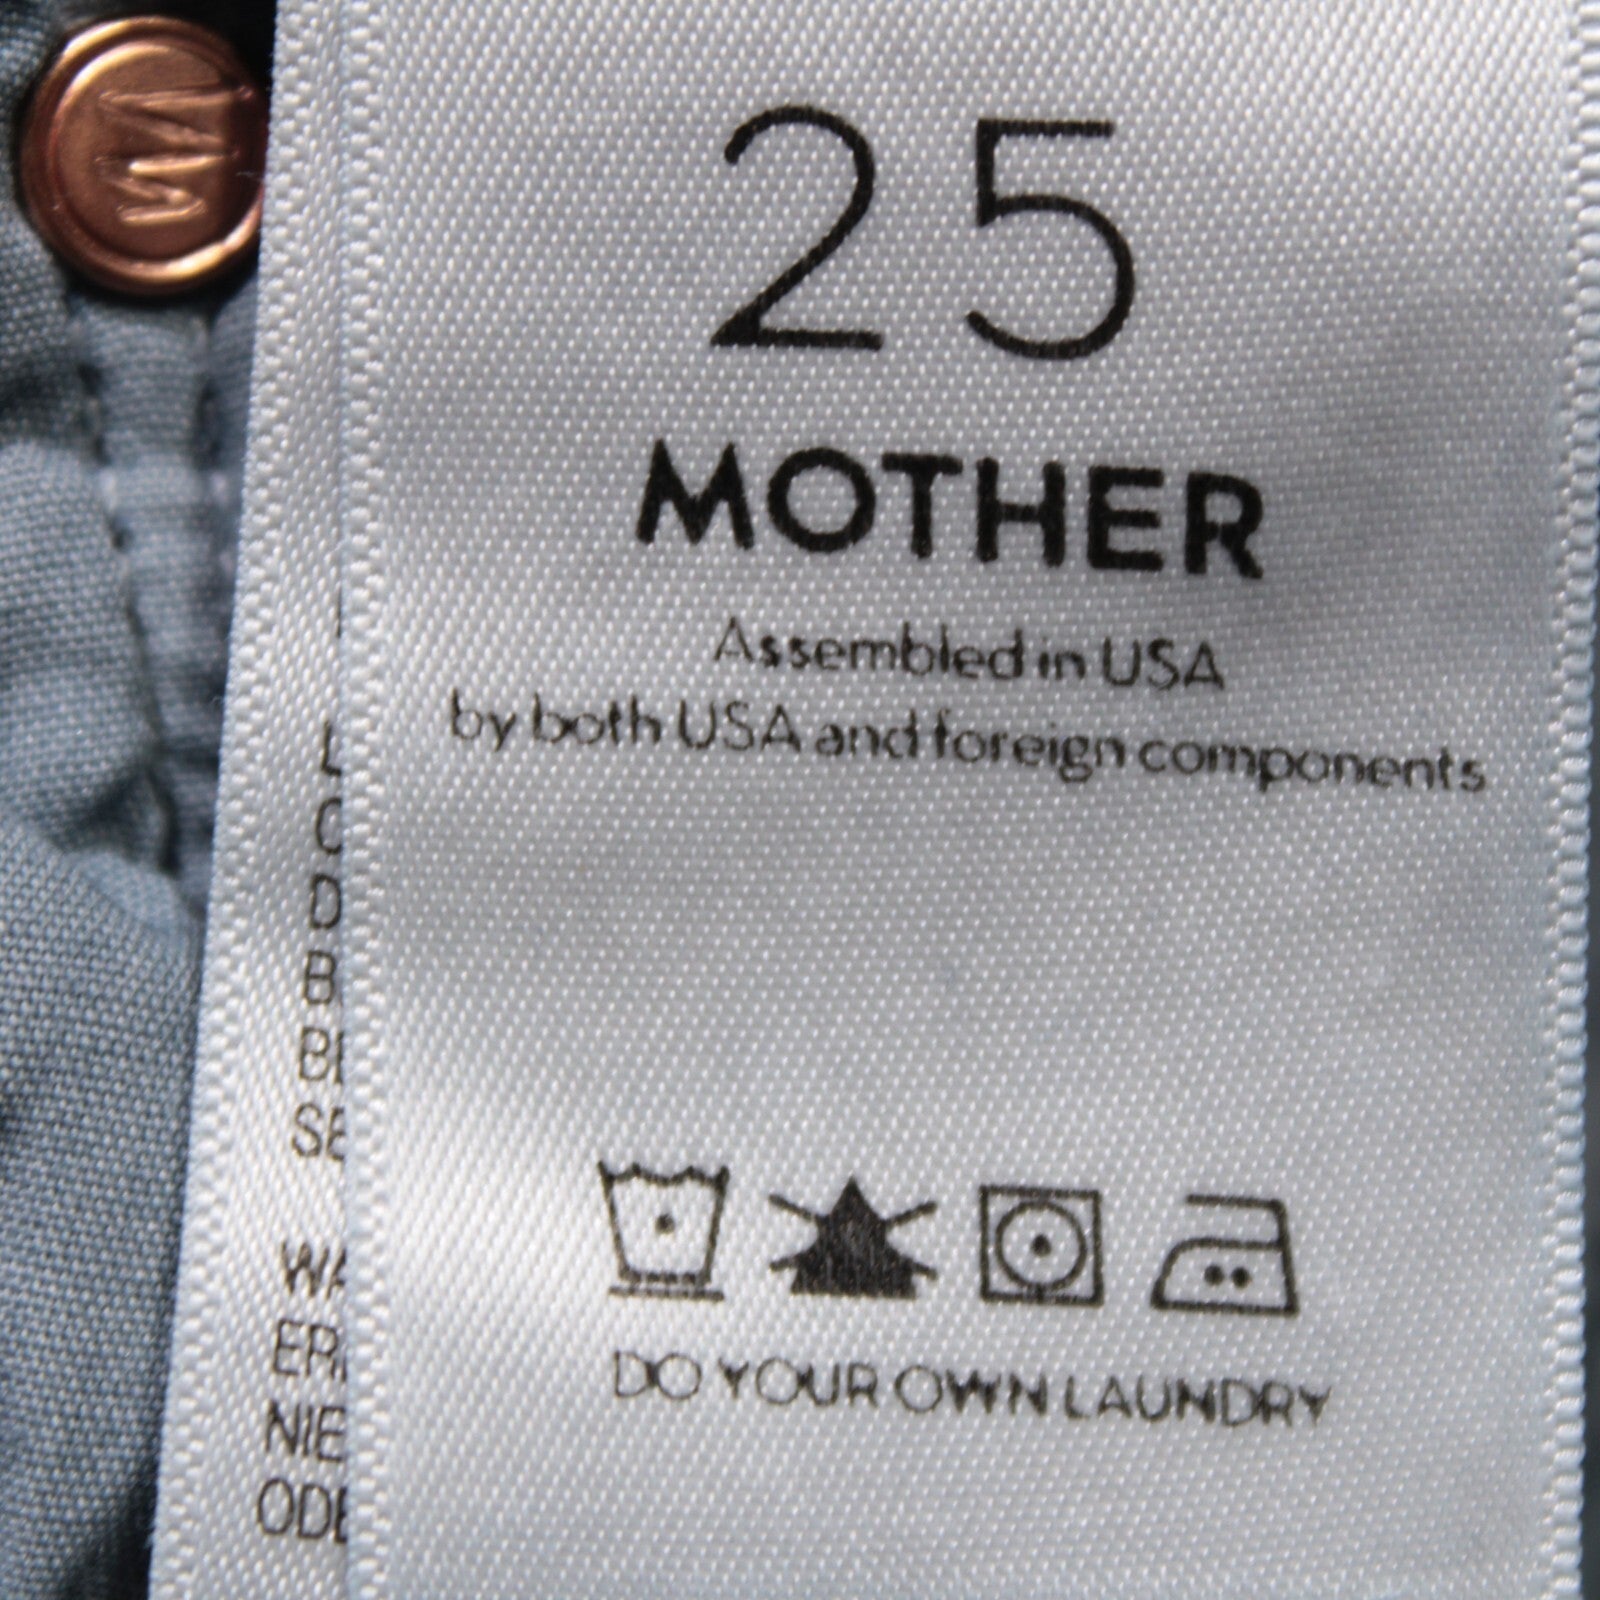 25
MOTHER
Assembled in USA
by both USA and foreign components
DO YOUR OWN LAUNDRY